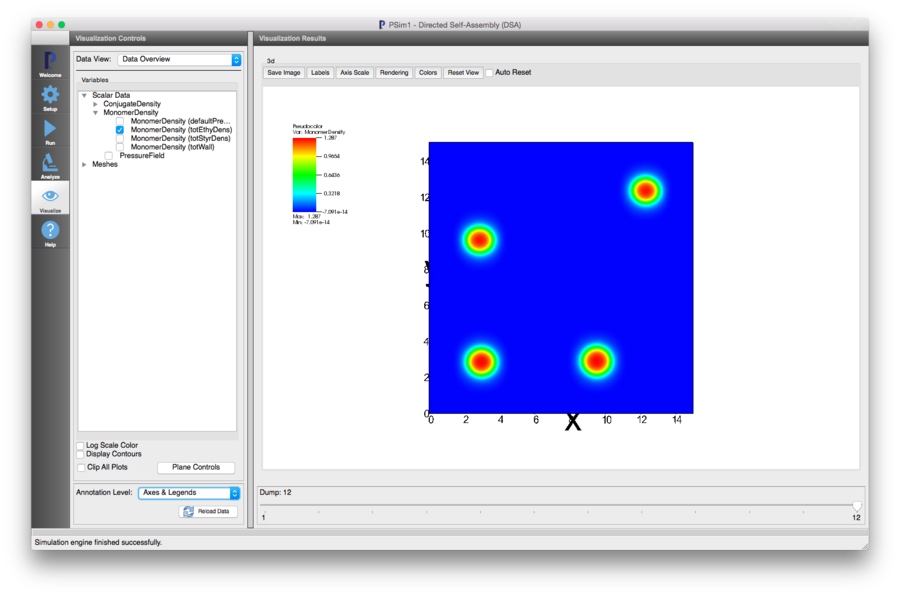 PSim1 - Directed Self-Assembly (DSA)
Visualization Controls
Visualization Results
Welcome
Setup
Run
Analyze
Visualize
Help
Data View: Data Overview
Variables
Scalar Data
ConjugateDensity
MonomerDensity
MonomerDensity (defaultPre...
MonomerDensity (totEthyDens)
MonomerDensity (totStyrDens)
MonomerDensity (totWall)
PressureField
Meshes
Log Scale Color
Display Contours
Clip All Plots
Plane Controls
Annotation Level: Axes & Legends
Reload Data
3d
Save Image Labels Axis Scale Rendering Colors Reset View Auto Reset
Pseudocolor
Var: MonomerDensity
1.287
0.9654
0.6436
0.3218
-7.091e-14
Max: 1.287
Min: -7.091e-14
14
12
10
8
6
4
2
0
0 2 4 6 10 12 14
X
Dump: 12
1 12
Simulation engine finished successfully.